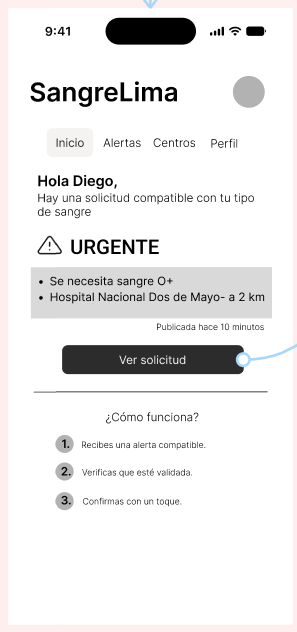 9:41
SangreLima
Inicio Alertas Centros Perfil
Hola Diego,
Hay una solicitud compatible con tu tipo
de sangre
URGENTE
• Se necesita sangre O+
• Hospital Nacional Dos de Mayo- a 2 km
Publicada hace 10 minutos
Ver solicitud
¿Cómo funciona?
1. Recibes una alerta compatible.
2. Verificas que esté validada.
3. Confirmas con un toque.